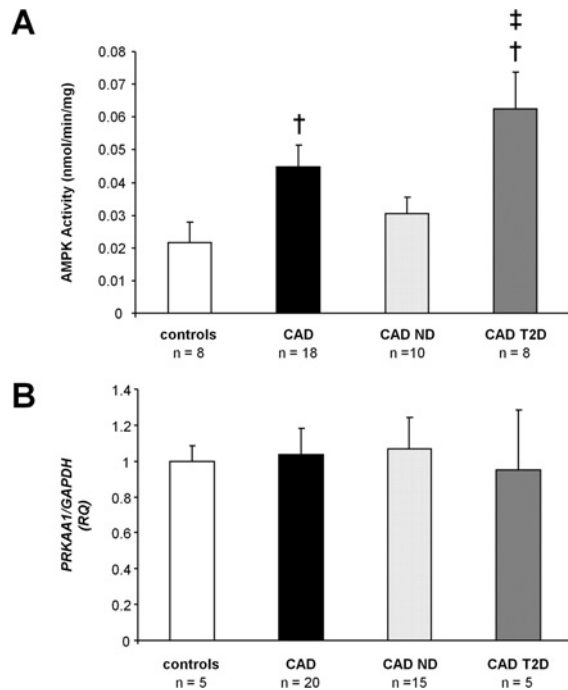 A
AMPK Activity (nmol/min/mg)
0.08
0.07
0.06
0.05
0.04
0.03
0.02
0.01
0
†
‡
†
controls CAD CAD ND CAD T2D
n = 8 n = 18 n =10 n = 8
B
PRKAA1/GAPDH
(RQ)
1.4
1.2
1
0.8
0.6
0.4
0.2
0
controls CAD CAD ND CAD T2D
n = 5 n = 20 n =15 n = 5